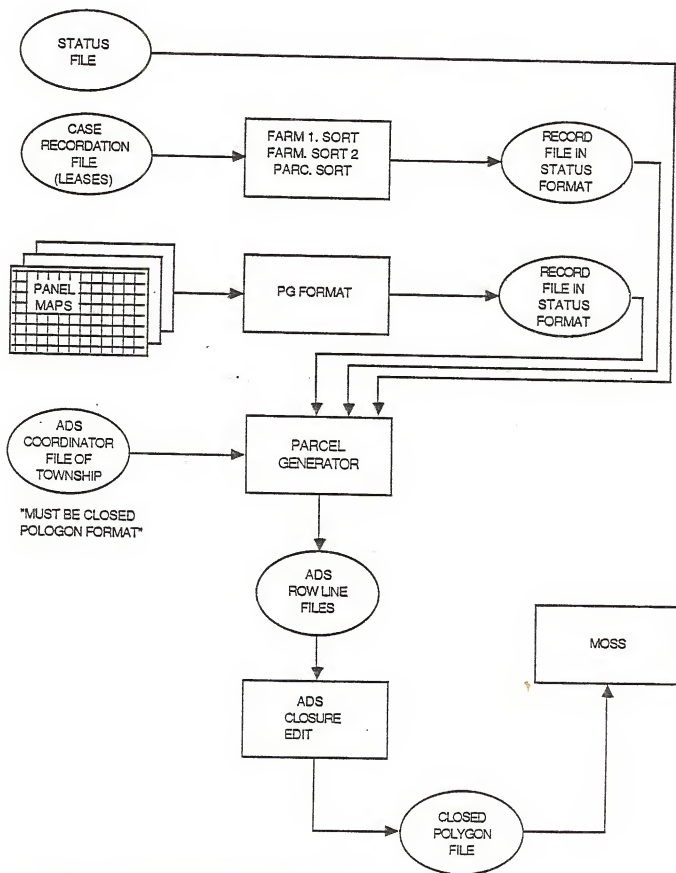 STATUS
FILE
CASE
RECORDATION
FILE
(LEASES)
FARM 1. SORT
FARM. SORT 2
PARC. SORT
RECORD
FILE IN
STATUS
FORMAT
PANEL
MAPS
PG FORMAT
RECORD
FILE IN
STATUS
FORMAT
ADS
COORDINATOR
FILE OF
TOWNSHIP
"MUST BE CLOSED
POLOGON FORMAT"
PARCEL
GENERATOR
ADS
ROW LINE
FILES
MOSS
ADS
CLOSURE
EDIT
CLOSED
POLYGON
FILE